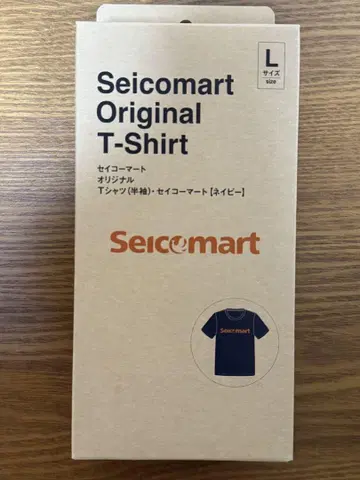 L
サイズ
size
Seicomart
Original
T-Shirt
セイコーマート
オリジナル
Tシャツ(半袖)・セイコーマート【ネイビー】
Seicomart
Seicomart